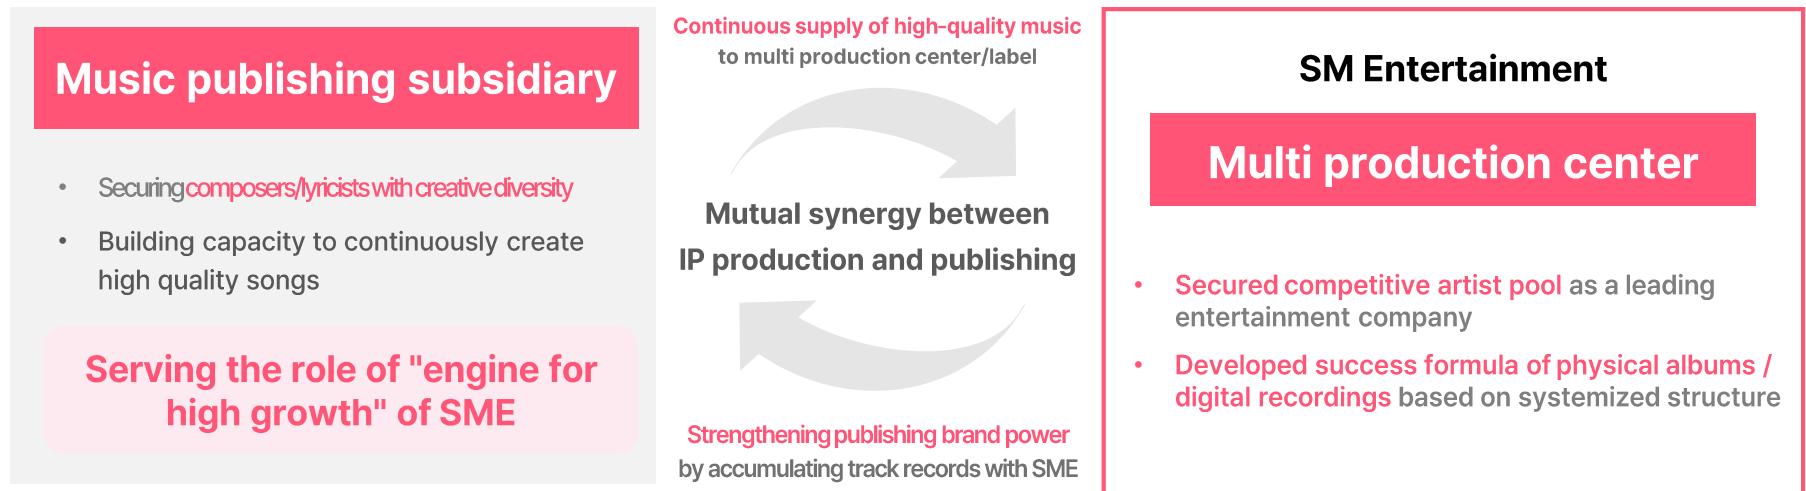 Music publishing subsidiary
• Securing composers/lyricists with creative diversity
• Building capacity to continuously create
high quality songs
Serving the role of "engine for
high growth" of SME
Continuous supply of high-quality music
to multi production center/label
Mutual synergy between
IP production and publishing
Strengthening publishing brand power
by accumulating track records with SME
SM Entertainment
Multi production center
• Secured competitive artist pool as a leading
entertainment company
• Developed success formula of physical albums /
digital recordings based on systemized structure